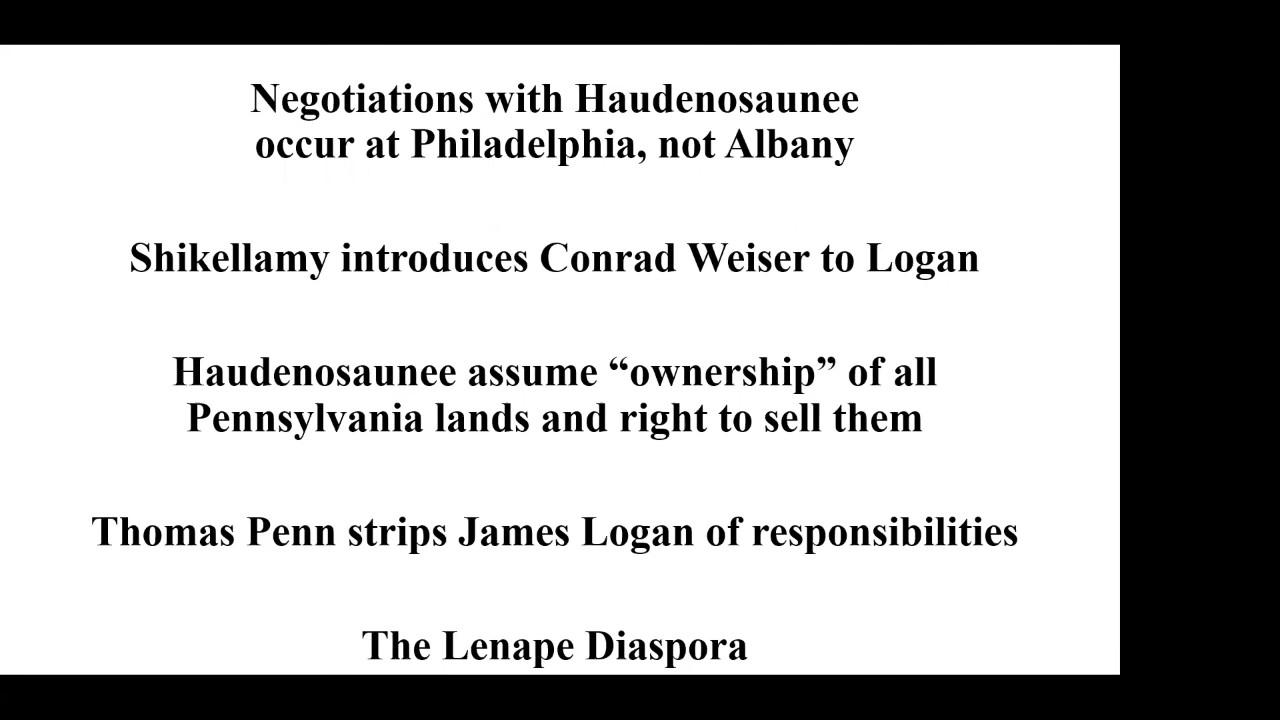 Negotiations with Haudenosaunee
occur at Philadelphia, not Albany
Shikellamy introduces Conrad Weiser to Logan
Haudenosaunee assume “ownership” of all
Pennsylvania lands and right to sell them
Thomas Penn strips James Logan of responsibilities
The Lenape Diaspora